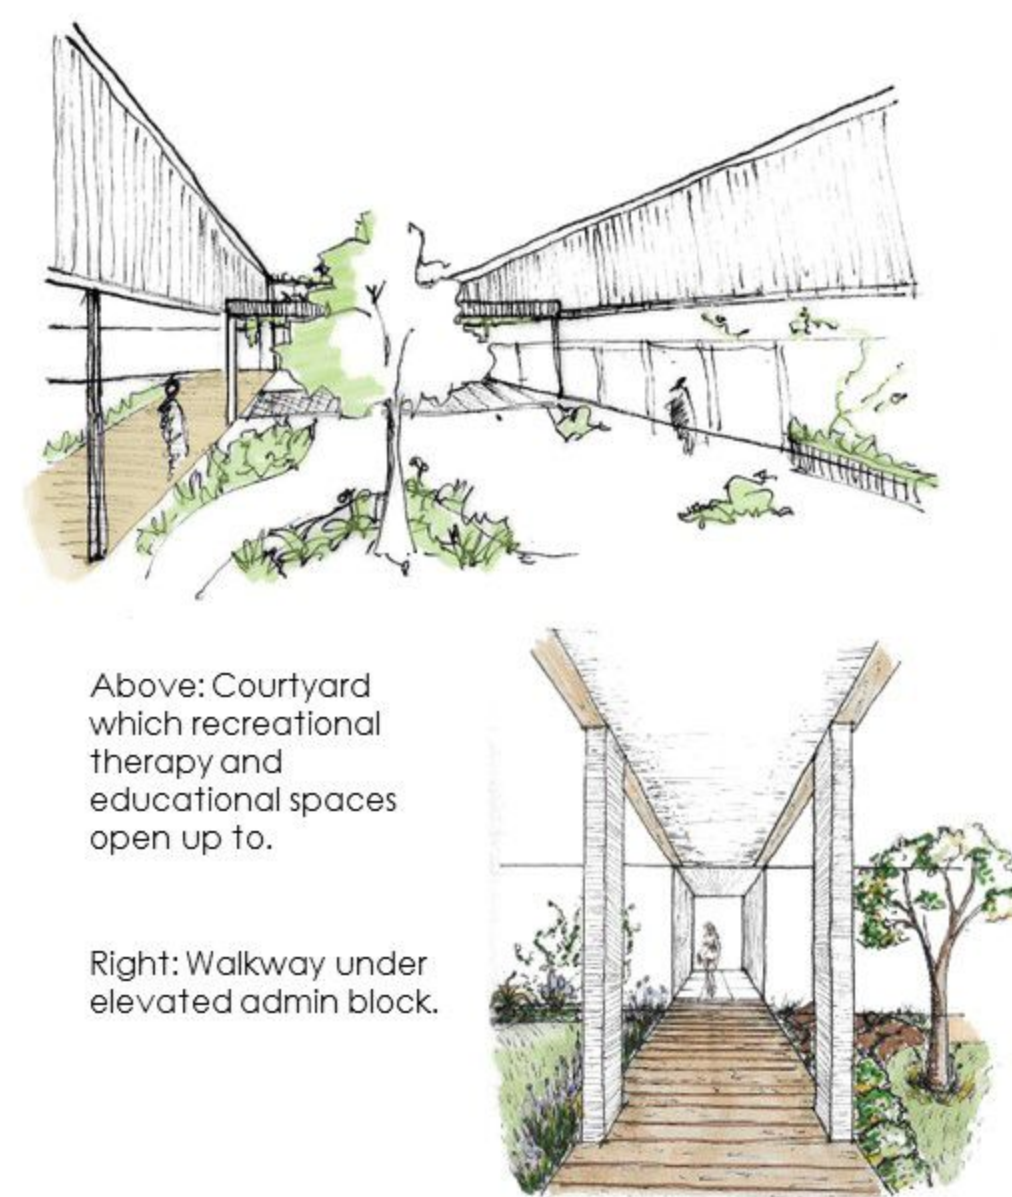 Above: Courtyard
which recreational
therapy and
educational spaces
open up to.
Right: Walkway under
elevated admin block.